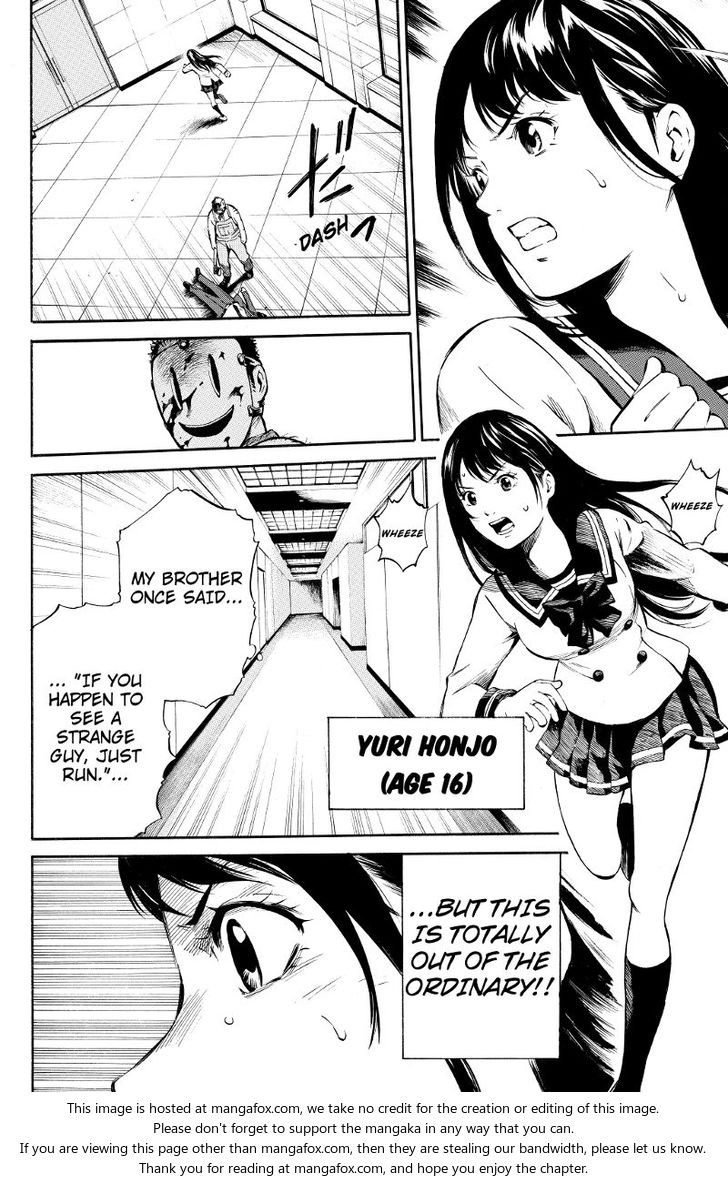 ダッ
DASH
WHEEZE
WHEEZE
MY BROTHER
ONCE SAID...
... "IF YOU
HAPPEN TO
SEE A
STRANGE
GUY, JUST
RUN."...
YURI HONJO
(AGE 16)
...BUT THIS
IS TOTALLY
OUT OF THE
ORDINARY!!
This image is hosted at mangafox.com, we take no credit for the creation or editing of this image.
Please don't forget to support the mangaka in any way that you can.
If you are viewing this page other than mangafox.com, then they are stealing our bandwidth, please let us know.
Thank you for reading at mangafox.com, and hope you enjoy the chapter.